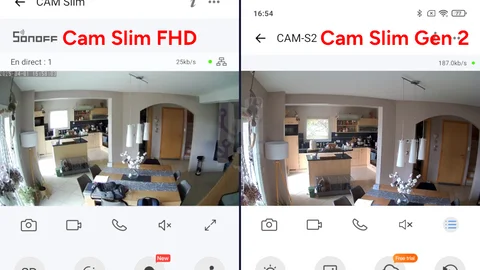 CAM Slim
SONOFF
Cam Slim FHD
En direct : 1
25kb/s
New
16:54
77
CAM-S2
Cam Slim Gen 2
187.0kb/s
Free trial